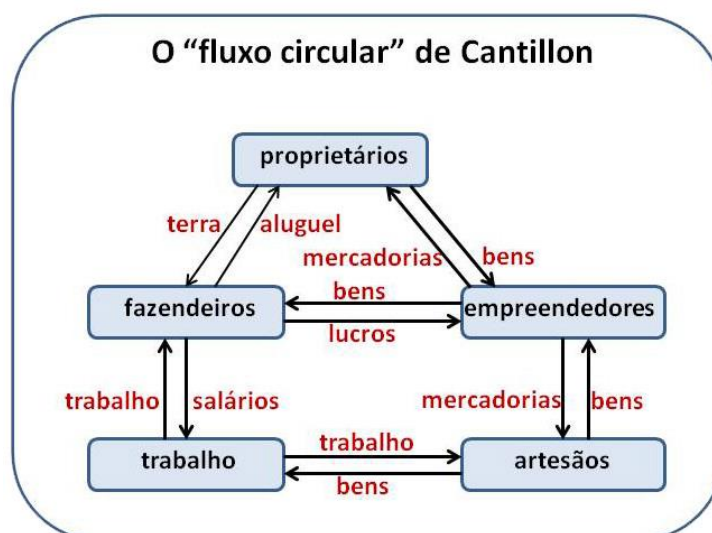 O “fluxo circular” de Cantillon
proprietários
terra
aluguel
mercadorias
bens
fazendeiros
bens
lucros
empreendedores
trabalho
salários
mercadorias
bens
trabalho
trabalho
bens
artesãos